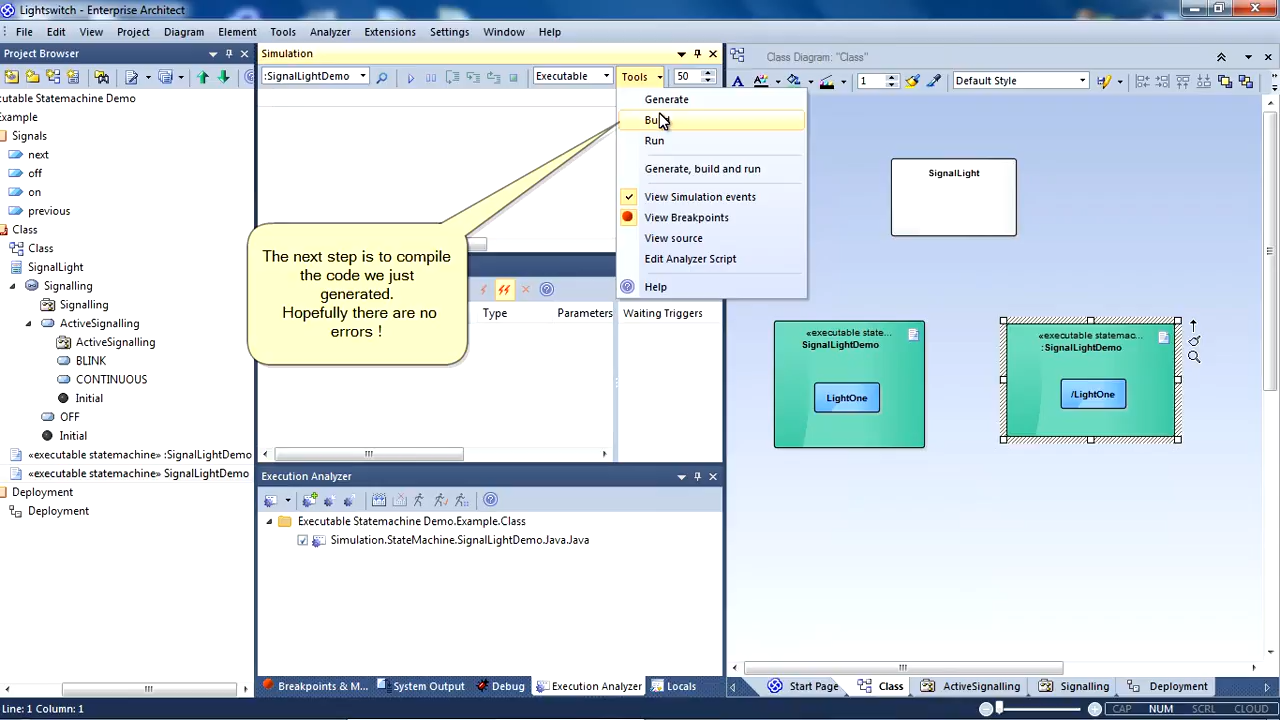 Lightswitch - Enterprise Architect
File Edit View Project Diagram Element Tools Analyzer Extensions Settings Window Help
Project Browser
Simulation
Class Diagram: "Class"
:SignalLightDemo
Executable
Tools
50
1
Default Style
cutable Statemachine Demo
Example
Signals
next
off
on
previous
Class
Class
SignalLight
Signalling
Signalling
ActiveSignalling
ActiveSignalling
BLINK
CONTINUOUS
Initial
OFF
Initial
«executable statemachine» :SignalLightDemo
«executable statemachine» SignalLightDemo
Deployment
Deployment
Generate
Build
Run
Generate, build and run
View Simulation events
View Breakpoints
View source
Edit Analyzer Script
Help
The next step is to compile
the code we just
generated.
Hopefully there are no
errors !
Type Parameters Waiting Triggers
Execution Analyzer
Executable Statemachine Demo.Example.Class
Simulation.StateMachine.SignalLightDemo.Java.Java
SignalLight
«executable state...
SignalLightDemo
LightOne
«executable statemac...
:SignalLightDemo
/LightOne
Breakpoints & M... System Output Debug Execution Analyzer Locals
Start Page Class ActiveSignalling Signalling Deployment
Line: 1 Column: 1
CAP NUM SCRL CLOUD